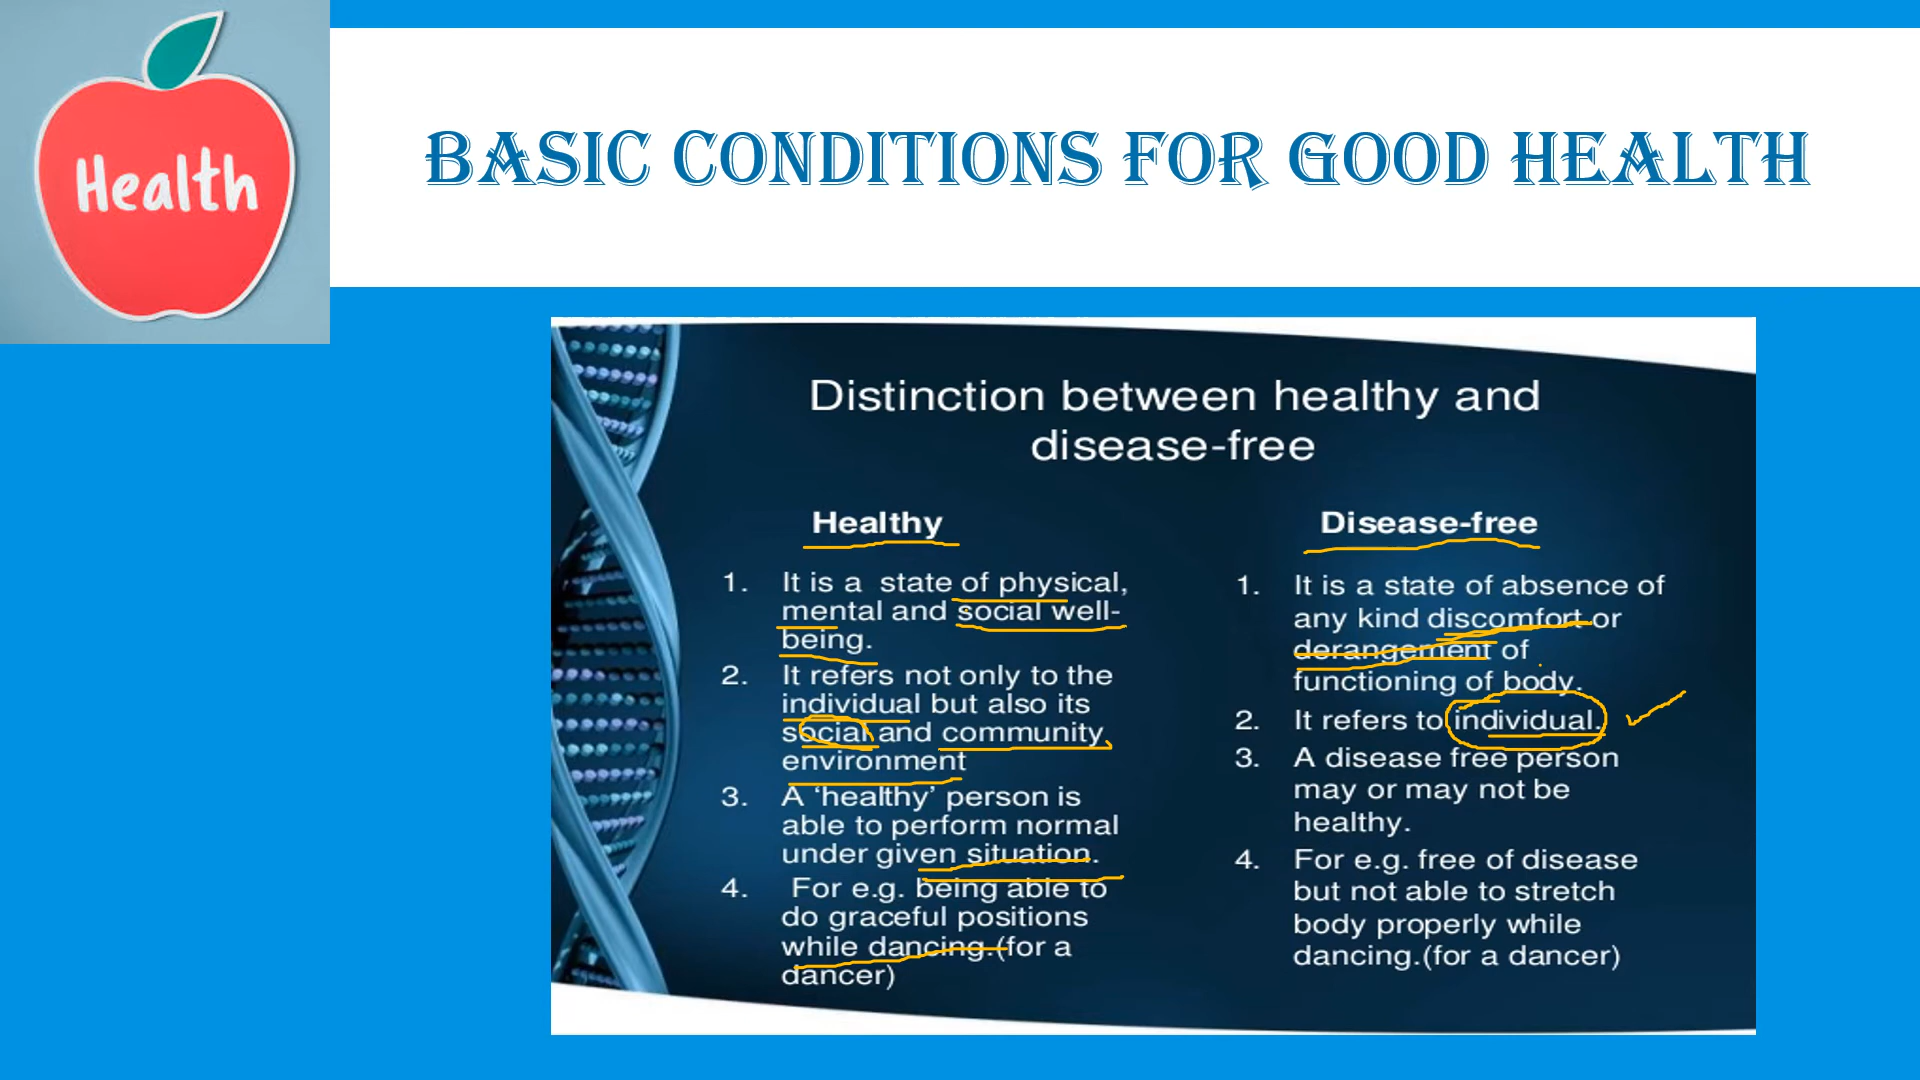 Health
BASIC CONDITIONS FOR GOOD HEALTH
Distinction between healthy and
disease-free
Healthy
1. It is a state of physical,
mental and social well-
being.
2. It refers not only to the
individual but also its
social and community
environment
3. A ‘healthy’ person is
able to perform normal
under given situation.
4. For e.g. being able to
do graceful positions
while dancing.(for a
dancer)
Disease-free
1. It is a state of absence of
any kind discomfort or
derangement of
functioning of body.
2. It refers to individual.
3. A disease free person
may or may not be
healthy.
4. For e.g. free of disease
but not able to stretch
body properly while
dancing.(for a dancer)